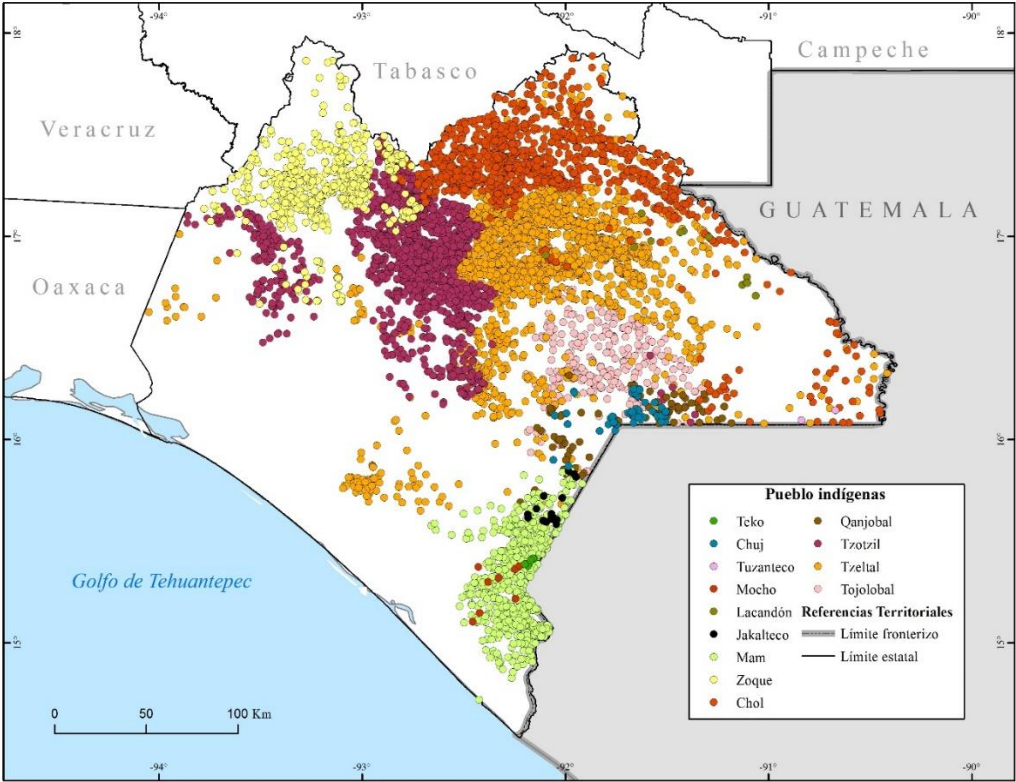 -94°
-93°
-92°
-91°
-90°
18°
18°
Campeche
Tabasco
Veracruz
GUATEMALA
17°
17°
Oaxaca
16°
16°
Pueblo indígenas
Teko
Chuj
Tuzanteco
Mocho
Lacandón
Jakalteco
Mam
Zoque
Chol
Qanjobal
Tzotzil
Tzeltal
Tojolobal
Referencias Territoriales
Límite fronterizo
Límite estatal
Golfo de Tehuantepec
15°
15°
0 50 100 Km
-94°
-93°
-92°
-91°
-90°